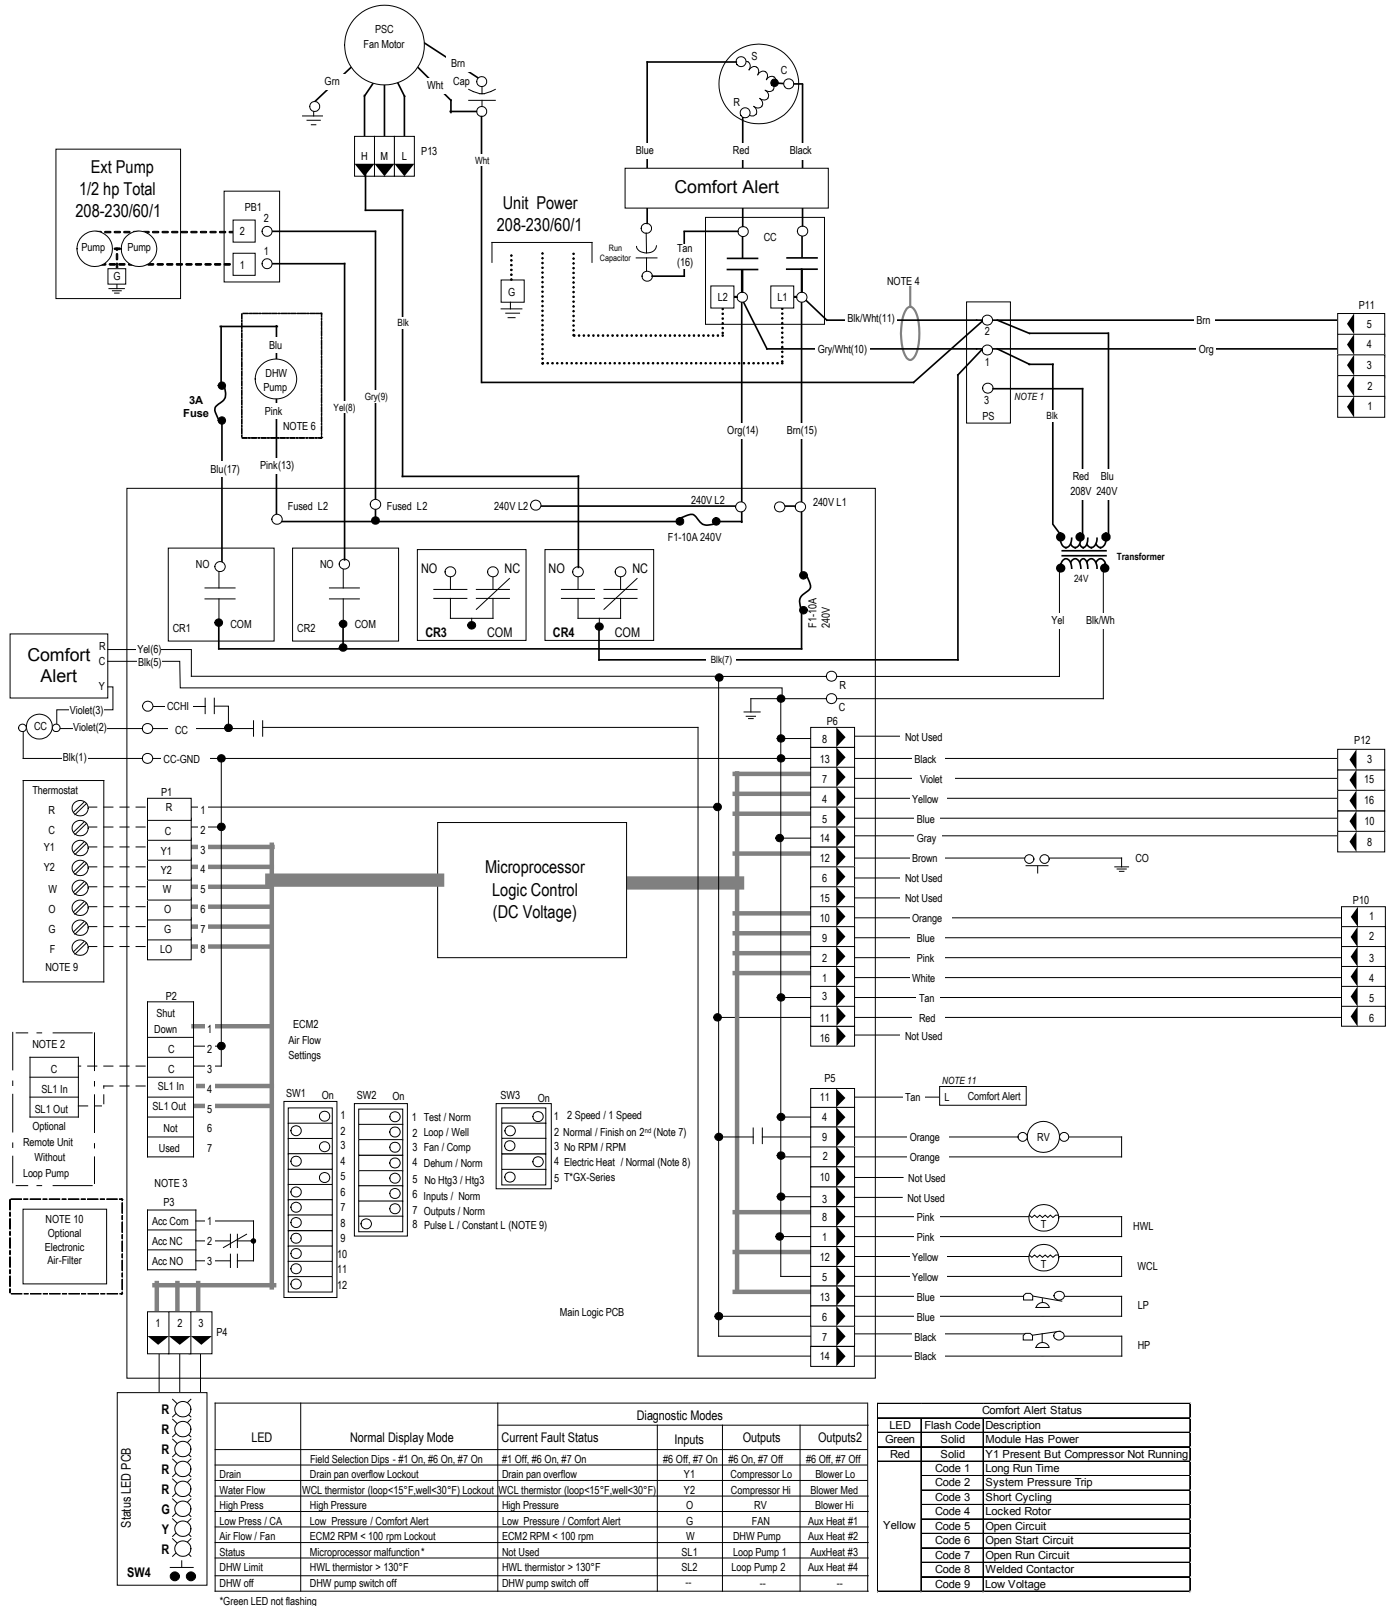 PSC
Fan Motor
Grn
Brn
Cap
Wht
H M L P13
Wht
S
C
R
Blue Red Black
Comfort Alert
Ext Pump
1/2 hp Total
208-230/60/1
Pump Pump
G
PB1
2 2
1 1
Unit Power
208-230/60/1
G
Run
Capacitor
Tan
(16)
CC
L2 L1
NOTE 4
Blk/Wht(11)
Gry/Wht(10)
2
1
3
PS
NOTE 1
Brn
Org
P11
5
4
3
2
1
Blk
Blu
DHW
Pump
Pink
NOTE 6
3A
Fuse
Yel(8)
Gry(9)
Blu(17)
Pink(13)
Org(14)
Brn(15)
Blk
Red
208V
Blu
240V
Transformer
24V
Yel
Blk/Wh
Fused L2
Fused L2
240V L2
240V L2
240V L1
F1-10A 240V
F1-10A
240V
NO
COM
CR1
NO
COM
CR2
NO
NC
CR3
COM
NO
NC
CR4
COM
Blk(7)
Comfort
Alert
R
C
Y
Yel(6)
Blk(5)
Violet(3)
Violet(2)
CC
Blk(1)
CCHI
CC
CC-GND
R
C
Thermostat
R
C
Y1
Y2
W
O
G
F
NOTE 9
P1
R 1
C 2
Y1 3
Y2 4
W 5
O 6
G 7
LO 8
Microprocessor
Logic Control
(DC Voltage)
P6
8 Not Used
13 Black
7 Violet
4 Yellow
5 Blue
14 Gray
12 Brown
CO
6 Not Used
15 Not Used
10 Orange
9 Blue
2 Pink
1 White
3 Tan
11 Red
16 Not Used
P12
3
15
16
10
8
P10
1
2
3
4
5
6
P2
Shut
Down 1
C 2
C 3
SL1 In 4
SL1 Out 5
Not 6
Used 7
NOTE 2
C
SL1 In
SL1 Out
Optional
Remote Unit
Without
Loop Pump
ECM2
Air Flow
Settings
SW1 On
1
2
3
4
5
6
7
8
9
10
11
12
SW2 On
1 Test / Norm
2 Loop / Well
3 Fan / Comp
4 Dehum / Norm
5 No Htg3 / Htg3
6 Inputs / Norm
7 Outputs / Norm
8 Pulse L / Constant L (NOTE 9)
SW3 On
1 2 Speed / 1 Speed
2 Normal / Finish on 2nd (Note 7)
3 No RPM / RPM
4 Electric Heat / Normal (Note 8)
5 T*GX-Series
P5
11 Tan
NOTE 11
L Comfort Alert
4
9 Orange
RV
2 Orange
10 Not Used
3 Not Used
8 Pink
T
HWL
1 Pink
12 Yellow
T
WCL
5 Yellow
13 Blue
LP
6 Blue
7 Black
HP
14 Black
NOTE 3
P3
Acc Com 1
Acc NC 2
Acc NO 3
NOTE 10
Optional
Electronic
Air-Filter
Main Logic PCB
1 2 3 P4
Status LED PCB
R
R
R
R
R
G
Y
R
SW4
Diagnostic Modes
LED Normal Display Mode Current Fault Status Inputs Outputs Outputs2
Field Selection Dips - #1 On, #6 On, #7 On #1 Off, #6 On, #7 On #6 Off, #7 On #6 On, #7 Off #6 Off, #7 Off
Drain Drain pan overflow Lockout Drain pan overflow Y1 Compressor Lo Blower Lo
Water Flow WCL thermistor (loop<15°F,well<30°F) Lockout WCL thermistor (loop<15°F,well<30°F) Y2 Compressor Hi Blower Med
High Press High Pressure High Pressure O RV Blower Hi
Low Press / CA Low Pressure / Comfort Alert Low Pressure / Comfort Alert G FAN Aux Heat #1
Air Flow / Fan ECM2 RPM < 100 rpm Lockout ECM2 RPM < 100 rpm W DHW Pump Aux Heat #2
Status Microprocessor malfunction* Not Used SL1 Loop Pump 1 AuxHeat #3
DHW Limit HWL thermistor > 130°F HWL thermistor > 130°F SL2 Loop Pump 2 Aux Heat #4
DHW off DHW pump switch off DHW pump switch off -- -- --
*Green LED not flashing
Comfort Alert Status
LED Flash Code Description
Green Solid Module Has Power
Red Solid Y1 Present But Compressor Not Running
Yellow
Code 1 Long Run Time
Code 2 System Pressure Trip
Code 3 Short Cycling
Code 4 Locked Rotor
Code 5 Open Circuit
Code 6 Open Start Circuit
Code 7 Open Run Circuit
Code 8 Welded Contactor
Code 9 Low Voltage